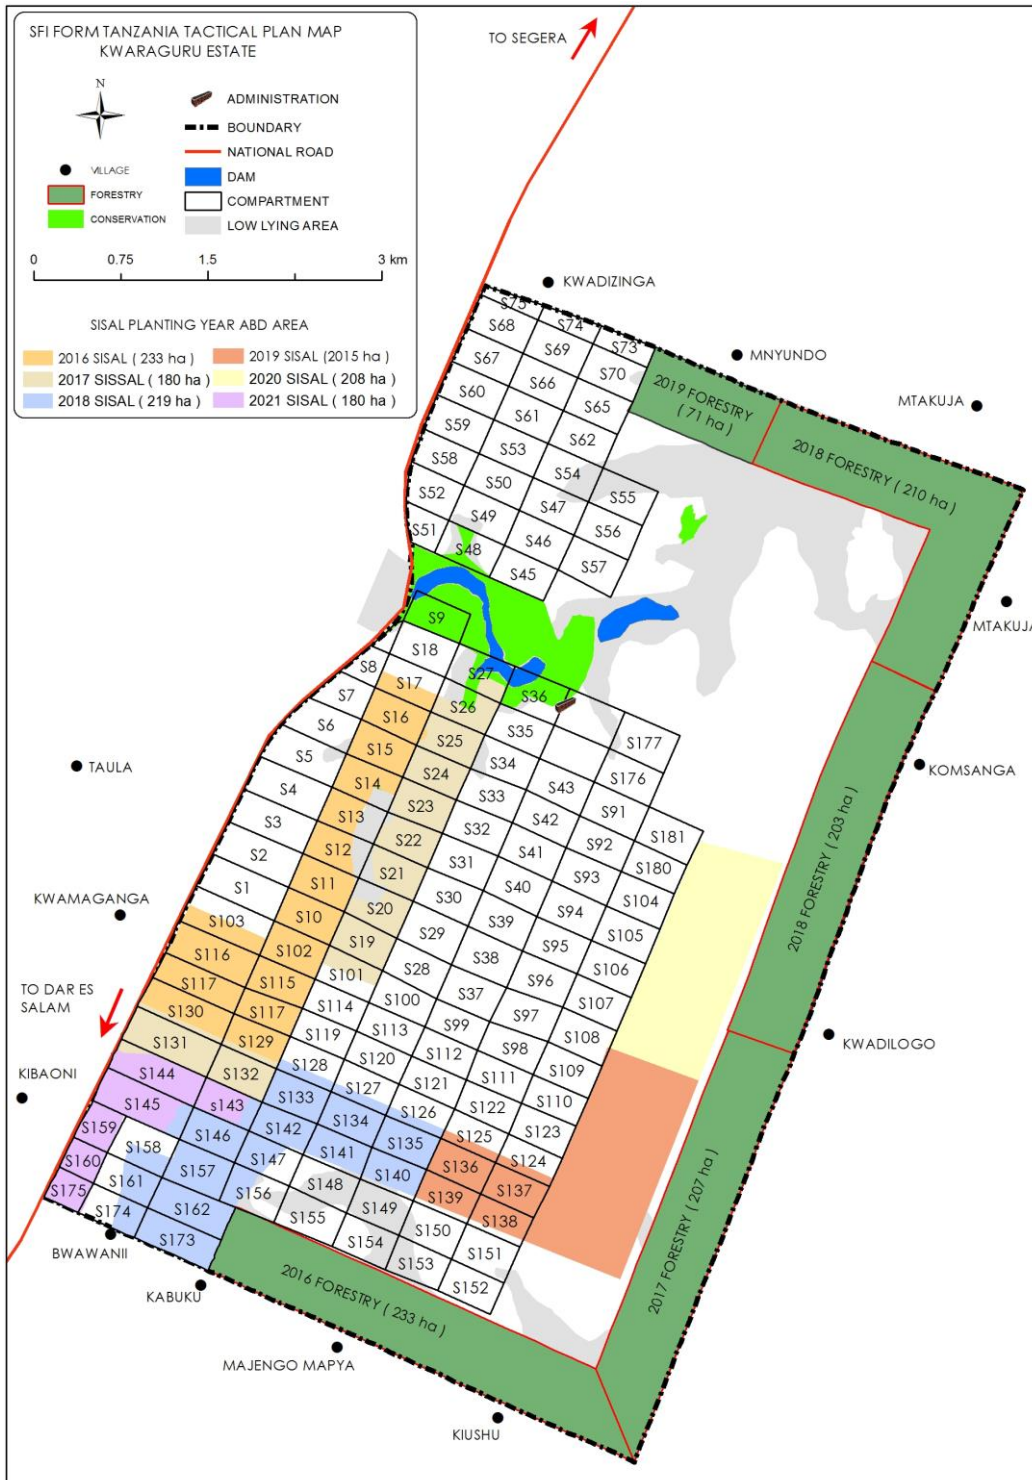 SFI FORM TANZANIA TACTICAL PLAN MAP
KWARAGURU ESTATE
N
VILLAGE
FORESTRY
CONSERVATION
ADMINISTRATION
BOUNDARY
NATIONAL ROAD
DAM
COMPARTMENT
LOW LYING AREA
0 0.75 1.5 3 km
SISAL PLANTING YEAR ABD AREA
2016 SISAL ( 233 ha )
2017 SISSAL ( 180 ha )
2018 SISAL ( 219 ha )
2019 SISAL (2015 ha )
2020 SISAL ( 208 ha )
2021 SISAL ( 180 ha )
TO SEGERA
KWADIZINGA
MNYUNDO
MTAKUJA
MTAKUJA
KOMSANGA
KWADILOGO
TAULA
KWAMAGANGA
TO DAR ES
SALAM
KIBAONI
BWAWANII
KABUKU
MAJENGO MAPYA
KIUSHU
2019 FORESTRY
( 71 ha )
2018 FORESTRY ( 210 ha )
2018 FORESTRY ( 203 ha )
2017 FORESTRY ( 207 ha )
2016 FORESTRY ( 233 ha )
S75
S74
S73
S68
S69
S70
S67
S66
S65
S60
S61
S62
S59
S53
S54
S55
S58
S50
S47
S56
S52
S49
S46
S57
S51
S48
S45
S9
S18
S27
S36
S8
S17
S26
S35
S177
S7
S16
S25
S34
S43
S176
S6
S15
S24
S33
S42
S91
S181
S5
S14
S23
S32
S41
S92
S180
S4
S13
S22
S31
S40
S93
S104
S3
S12
S21
S30
S39
S94
S105
S2
S11
S20
S29
S38
S95
S106
S1
S10
S19
S28
S37
S96
S107
S103
S102
S101
S100
S99
S97
S108
S116
S115
S114
S113
S112
S98
S109
S117
S117
S119
S120
S121
S111
S110
S130
S129
S128
S127
S126
S122
S123
S131
S132
S133
S134
S135
S125
S124
S144
s143
S142
S141
S140
S136
S137
S145
S146
S147
S148
S149
S139
S138
S159
S158
S157
S156
S155
S154
S150
S151
S160
S161
S162
S153
S152
S175
S174
S173